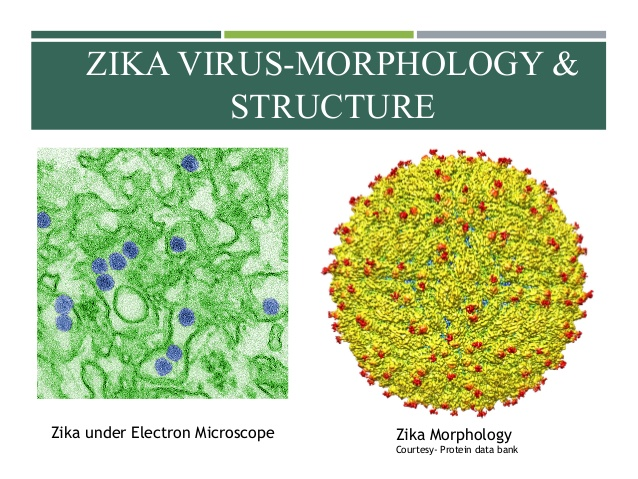 ZIKA VIRUS-MORPHOLOGY &
STRUCTURE
Zika under Electron Microscope
Zika Morphology
Courtesy- Protein data bank